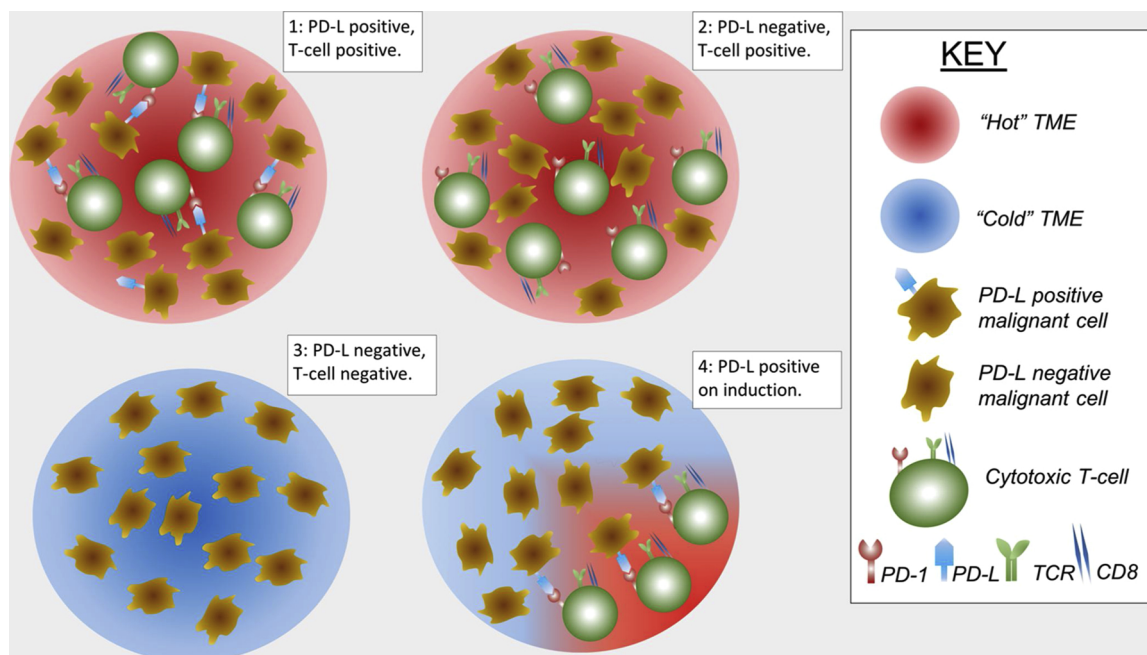 1: PD-L positive,
T-cell positive.
2: PD-L negative,
T-cell positive.
3: PD-L negative,
T-cell negative.
4: PD-L positive
on induction.
KEY
“Hot” TME
“Cold” TME
PD-L positive
malignant cell
PD-L negative
malignant cell
Cytotoxic T-cell
PD-1 PD-L TCR CD8